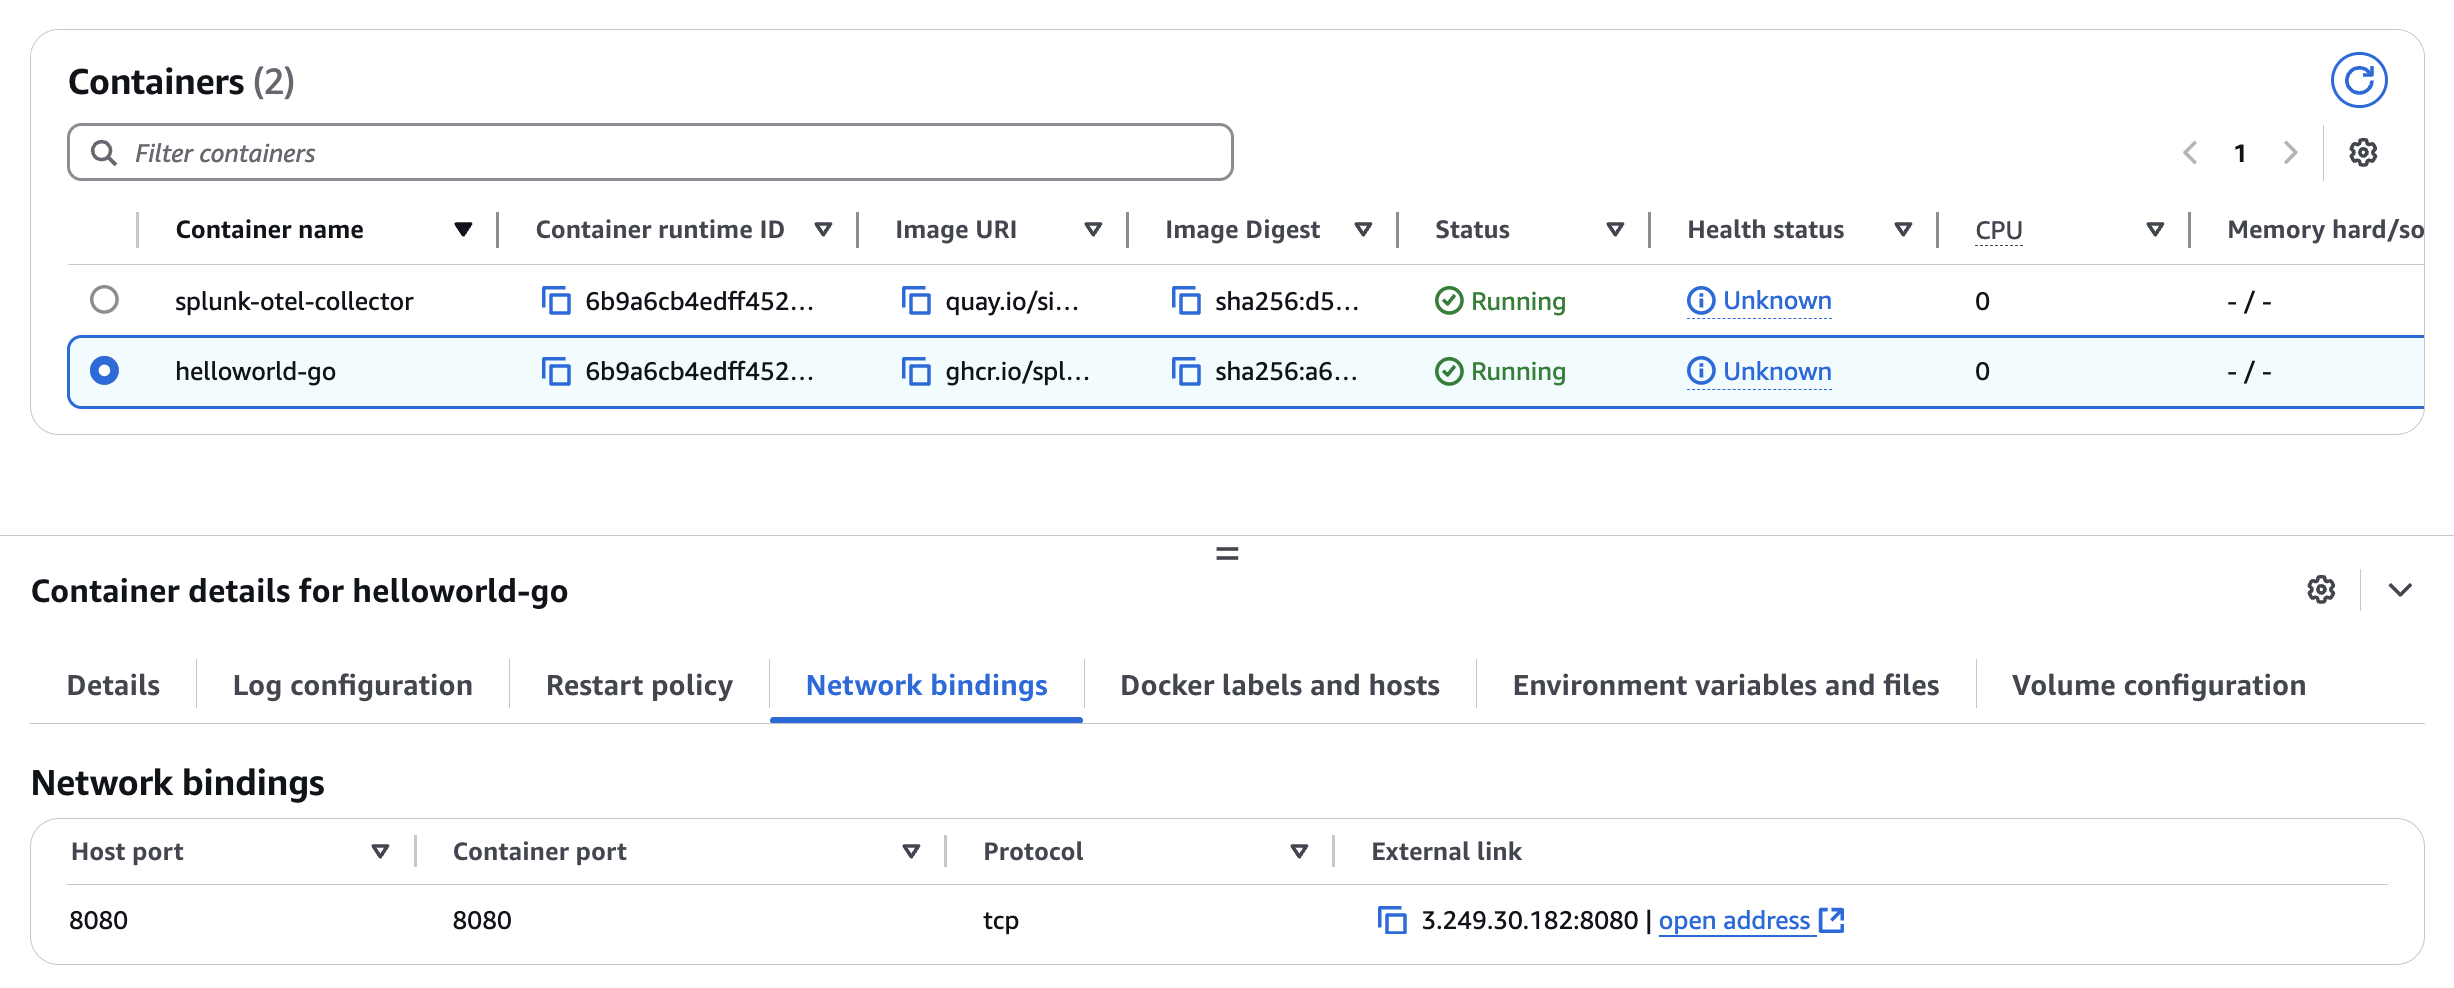 Containers (2)
Filter containers
1
Container name Container runtime ID Image URI Image Digest Status Health status CPU Memory hard/so
splunk-otel-collector 6b9a6cb4edff452... quay.io/si... sha256:d5... Running Unknown 0 - / -
helloworld-go 6b9a6cb4edff452... ghcr.io/spl... sha256:a6... Running Unknown 0 - / -
Container details for helloworld-go
Details Log configuration Restart policy Network bindings Docker labels and hosts Environment variables and files Volume configuration
Network bindings
Host port Container port Protocol External link
8080 8080 tcp 3.249.30.182:8080 | open address